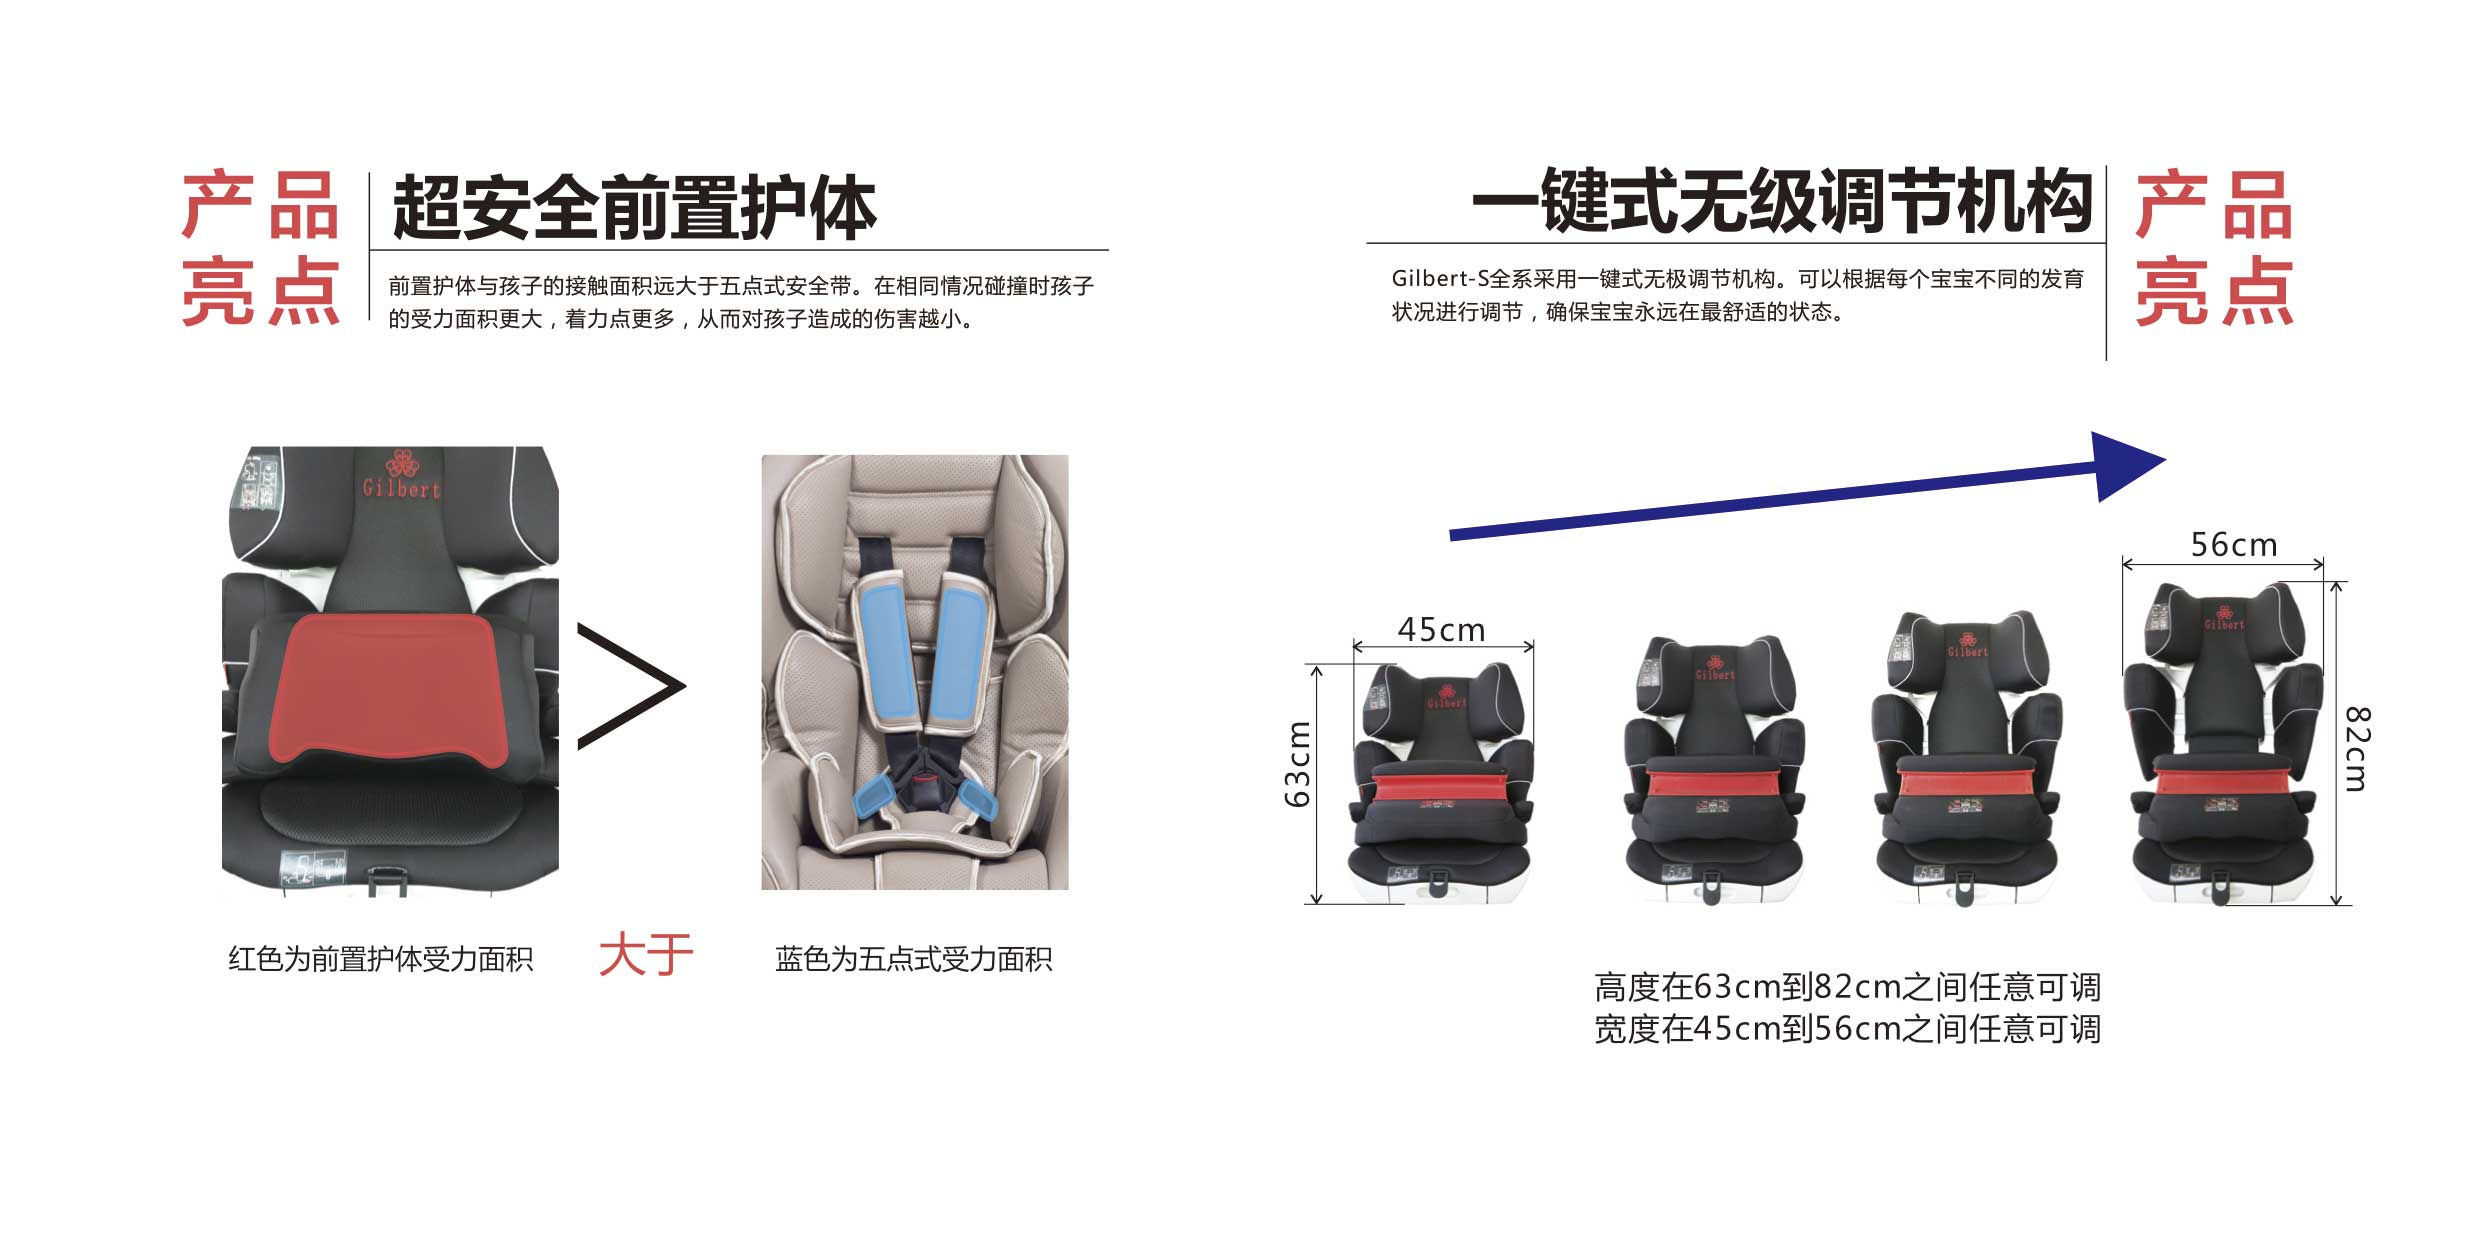 产品
亮点
超安全前置护体
前置护体与孩子的接触面积远大于五点式安全带。在相同情况碰撞时孩子
的受力面积更大，着力点更多，从而对孩子造成的伤害越小。
Gilbert
红色为前置护体受力面积
大于
蓝色为五点式受力面积
一键式无级调节机构
产品
亮点
Gilbert-S全系采用一键式无极调节机构。可以根据每个宝宝不同的发育
状况进行调节，确保宝宝永远在最舒适的状态。
45cm
63cm
56cm
82cm
Gilbert
Gilbert
Gilbert
Gilbert
高度在63cm到82cm之间任意可调
宽度在45cm到56cm之间任意可调